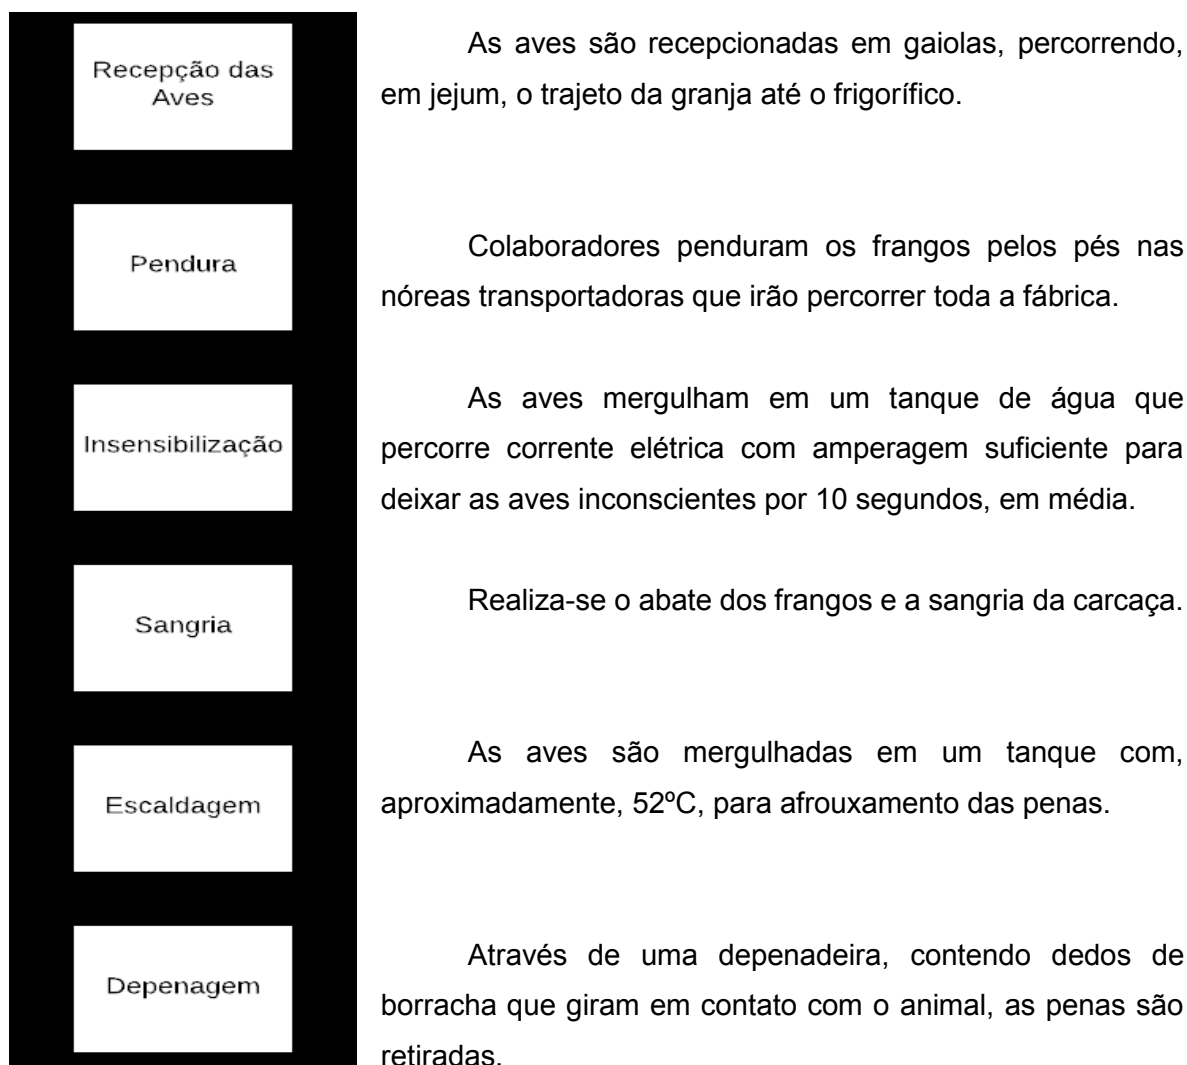 Recepção das
Aves
As aves são recepcionadas em gaiolas, percorrendo,
em jejum, o trajeto da granja até o frigorífico.
Pendura
Colaboradores penduram os frangos pelos pés nas
nóreas transportadoras que irão percorrer toda a fábrica.
Insensibilização
As aves mergulham em um tanque de água que
percorre corrente elétrica com amperagem suficiente para
deixar as aves inconscientes por 10 segundos, em média.
Sangria
Realiza-se o abate dos frangos e a sangria da carcaça.
Escaldagem
As aves são mergulhadas em um tanque com,
aproximadamente, 52ºC, para afrouxamento das penas.
Depenagem
Através de uma depenadeira, contendo dedos de
borracha que giram em contato com o animal, as penas são
retiradas.